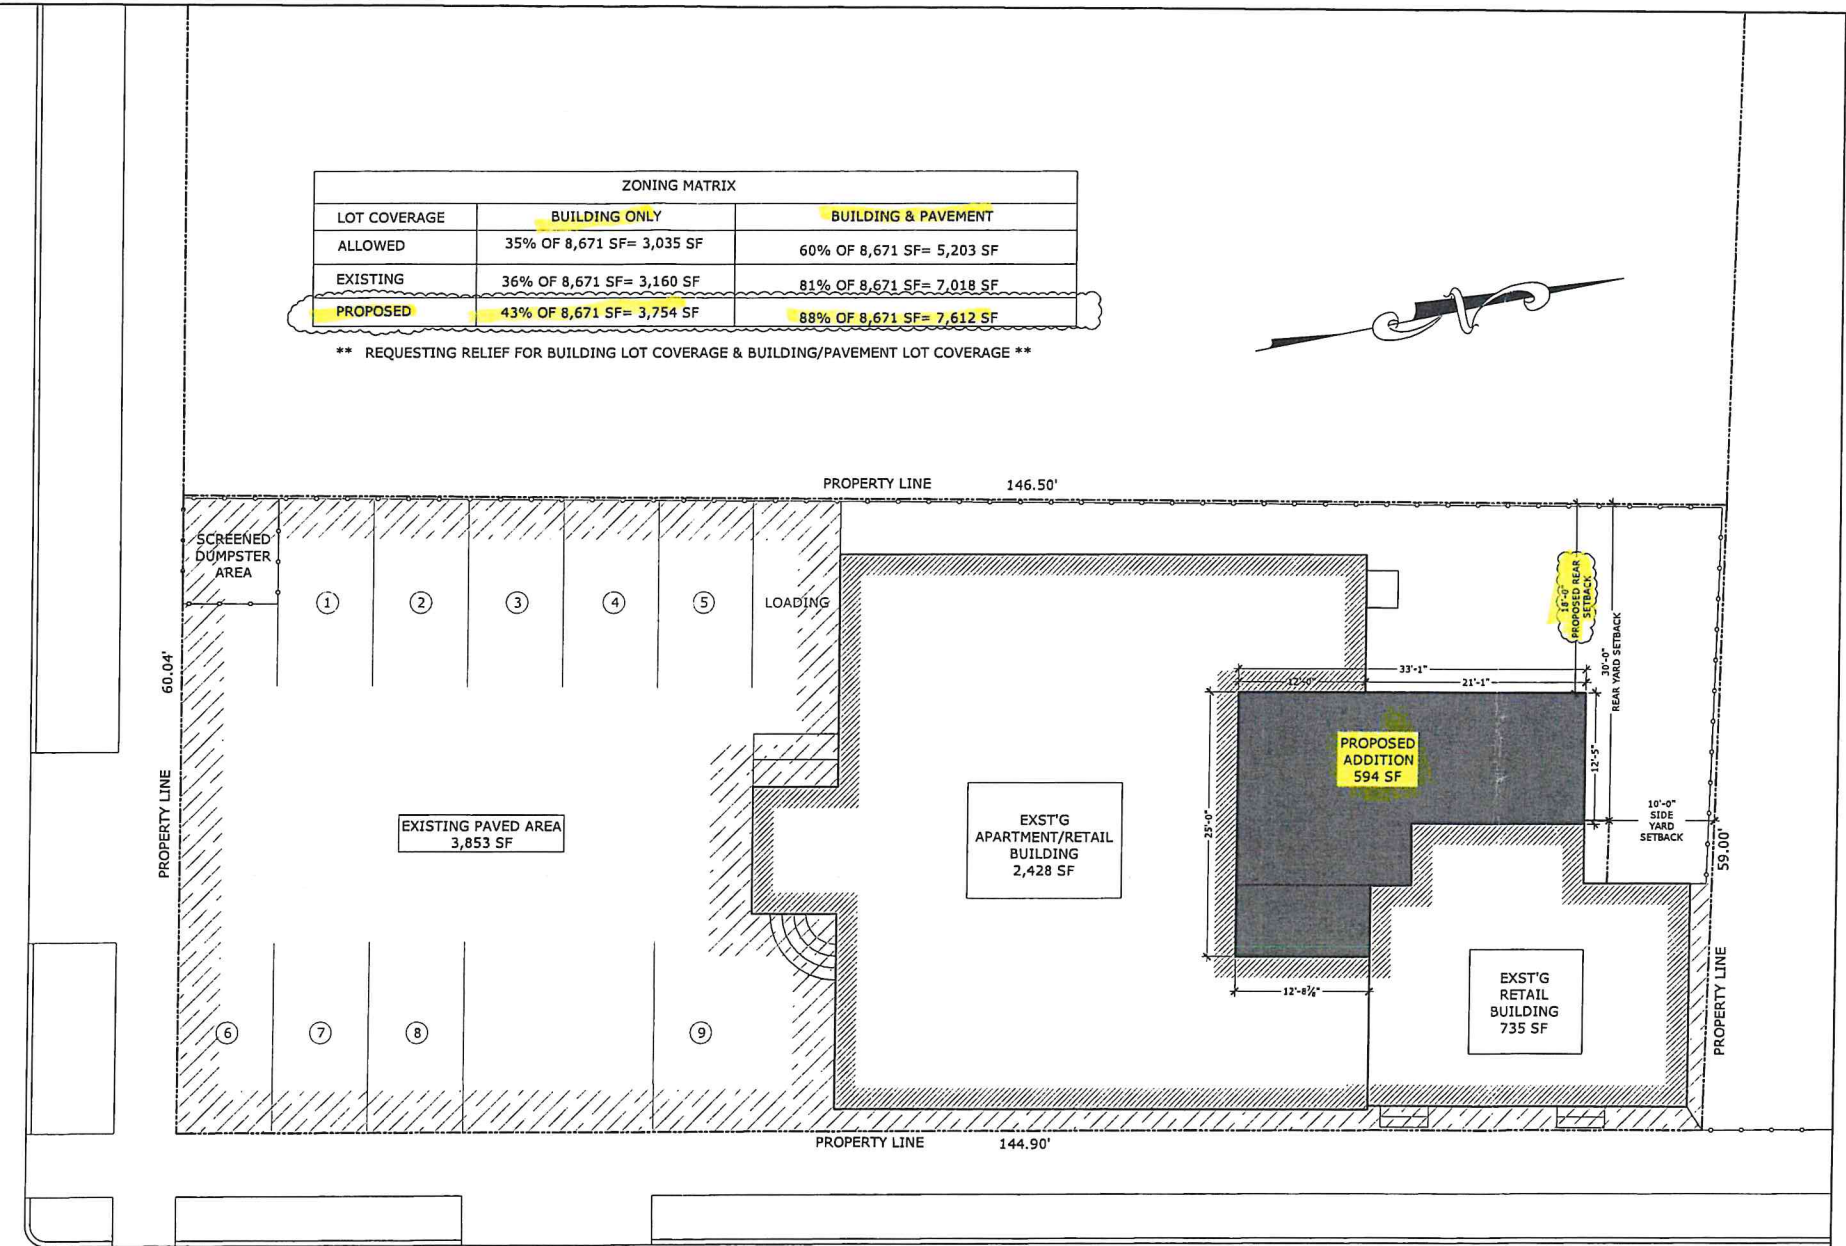 ZONING MATRIX
LOT COVERAGE BUILDING ONLY BUILDING & PAVEMENT
ALLOWED 35% OF 8,671 SF= 3,035 SF 60% OF 8,671 SF= 5,203 SF
EXISTING 36% OF 8,671 SF= 3,160 SF 81% OF 8,671 SF= 7,018 SF
PROPOSED 43% OF 8,671 SF= 3,754 SF 88% OF 8,671 SF= 7,612 SF
** REQUESTING RELIEF FOR BUILDING LOT COVERAGE & BUILDING/PAVEMENT LOT COVERAGE **
N
PROPERTY LINE 146.50'
SCREENED
DUMPSTER
AREA
1 2 3 4 5 LOADING
18'-0"
PROPOSED REAR
SETBACK
30'-0"
REAR YARD SETBACK
60.04'
PROPERTY LINE
33'-1"
12'-0" 21'-1"
PROPOSED
ADDITION
594 SF
12'-5"
25'-0"
10'-0"
SIDE
YARD
SETBACK
59.00'
PROPERTY LINE
EXISTING PAVED AREA
3,853 SF
EXST'G
APARTMENT/RETAIL
BUILDING
2,428 SF
12'-8⅞"
EXST'G
RETAIL
BUILDING
735 SF
6 7 8 9
PROPERTY LINE 144.90'